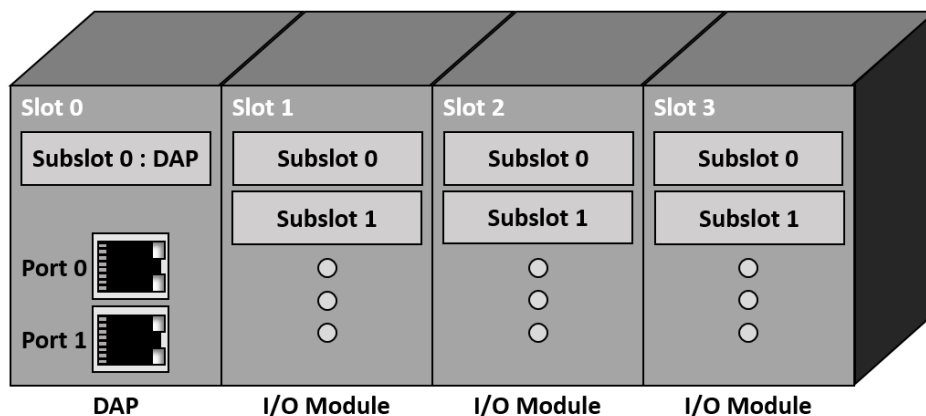 Slot 0
Slot 1
Slot 2
Slot 3
Subslot 0 : DAP
Subslot 0
Subslot 0
Subslot 0
Subslot 1
Subslot 1
Subslot 1
Port 0
Port 1
DAP
I/O Module
I/O Module
I/O Module